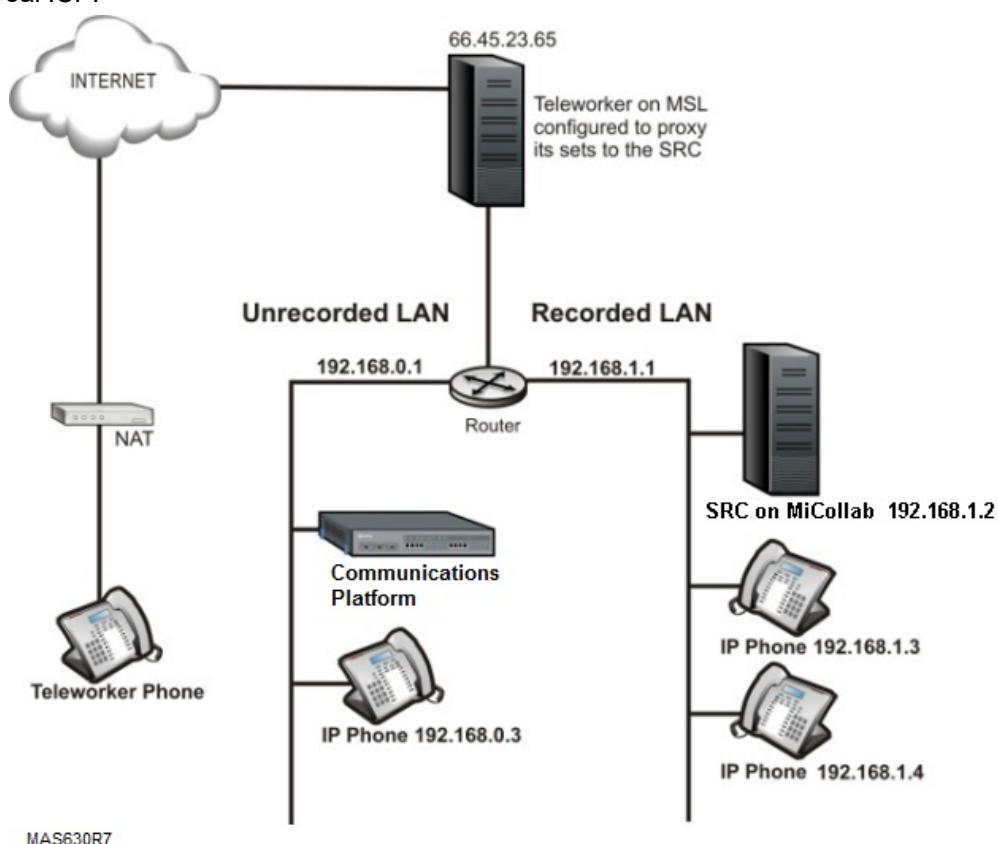 66.45.23.65
INTERNET
Teleworker on MSL
configured to proxy
its sets to the SRC
Unrecorded LAN
Recorded LAN
192.168.0.1
192.168.1.1
Router
NAT
SRC on MiCollab 192.168.1.2
Communications
Platform
IP Phone 192.168.1.3
Teleworker Phone
IP Phone 192.168.0.3
IP Phone 192.168.1.4
MAS630R7